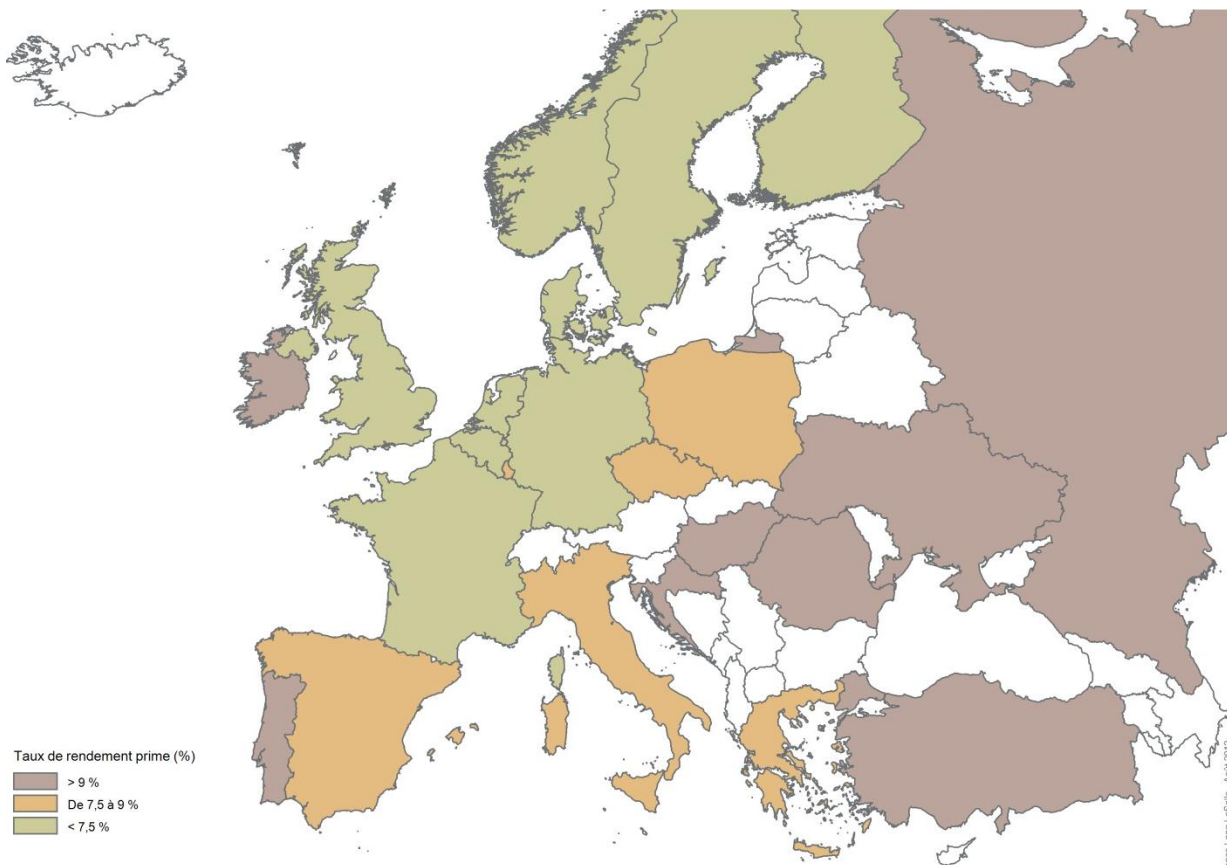 Taux de rendement prime (%)
> 9 %
De 7,5 à 9 %
< 7,5 %